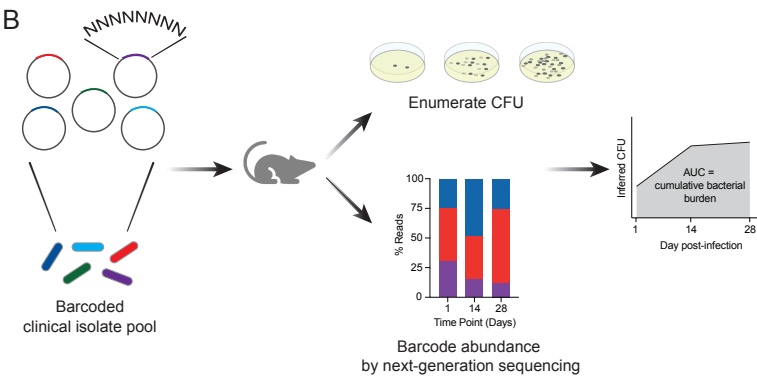 B
NNNNNNNN
Barcoded
clinical isolate pool
Enumerate CFU
% Reads
100
75
50
25
0
1 14 28
Time Point (Days)
Barcode abundance
by next-generation sequencing
Inferred CFU
AUC =
cumulative bacterial
burden
1 14 28
Day post-infection